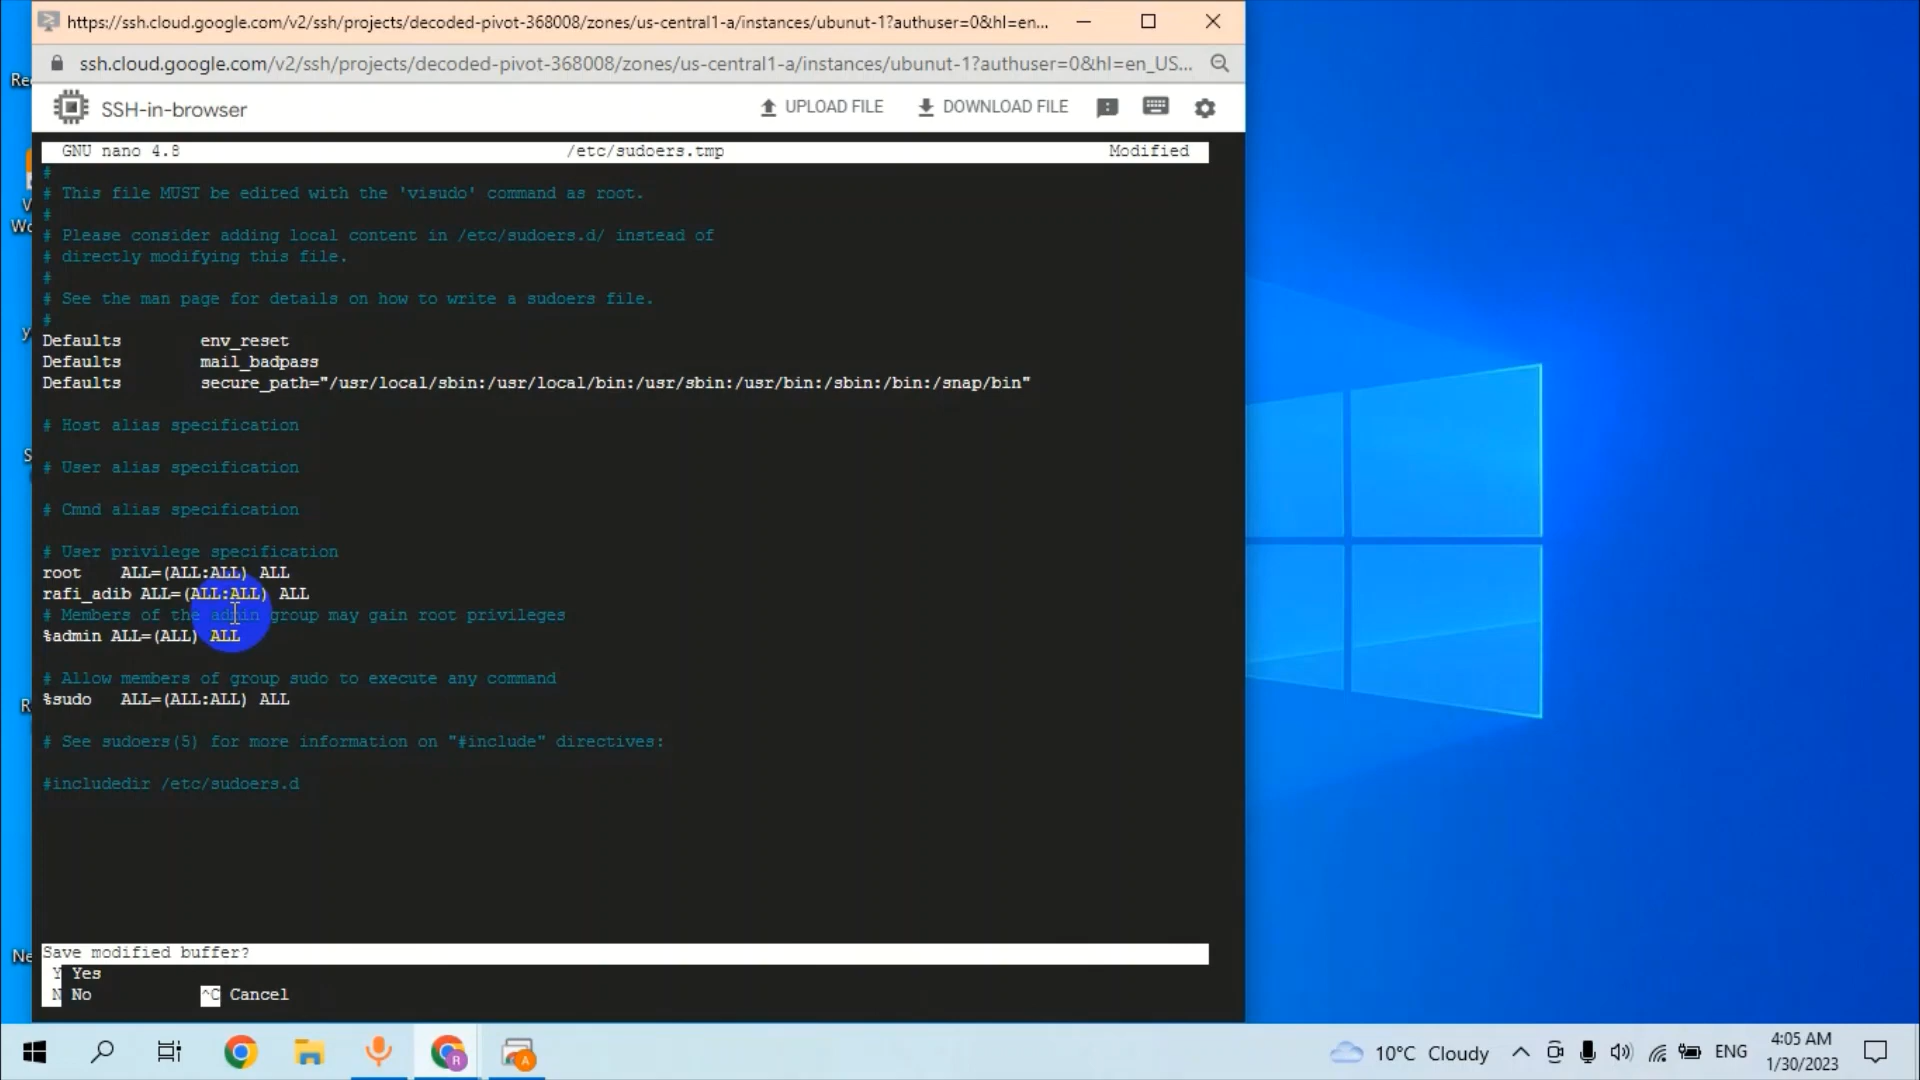 https://ssh.cloud.google.com/v2/ssh/projects/decoded-pivot-368008/zones/us-central1-a/instances/ubunut-1?authuser=0&hl=en...
ssh.cloud.google.com/v2/ssh/projects/decoded-pivot-368008/zones/us-central1-a/instances/ubunut-1?authuser=0&hl=en_US...
SSH-in-browser
UPLOAD FILE
DOWNLOAD FILE
GNU nano 4.8 /etc/sudoers.tmp Modified
#
# This file MUST be edited with the 'visudo' command as root.
#
# Please consider adding local content in /etc/sudoers.d/ instead of
# directly modifying this file.
#
# See the man page for details on how to write a sudoers file.
#
Defaults env_reset
Defaults mail_badpass
Defaults secure_path="/usr/local/sbin:/usr/local/bin:/usr/sbin:/usr/bin:/sbin:/bin:/snap/bin"
# Host alias specification
# User alias specification
# Cmnd alias specification
# User privilege specification
root ALL=(ALL:ALL) ALL
rafi_adib ALL=(ALL:ALL) ALL
# Members of the admin group may gain root privileges
%admin ALL=(ALL) ALL
# Allow members of group sudo to execute any command
%sudo ALL=(ALL:ALL) ALL
# See sudoers(5) for more information on "#include" directives:
#includedir /etc/sudoers.d
Save modified buffer?
Y Yes
N No ^C Cancel
10°C Cloudy
ENG
4:05 AM
1/30/2023